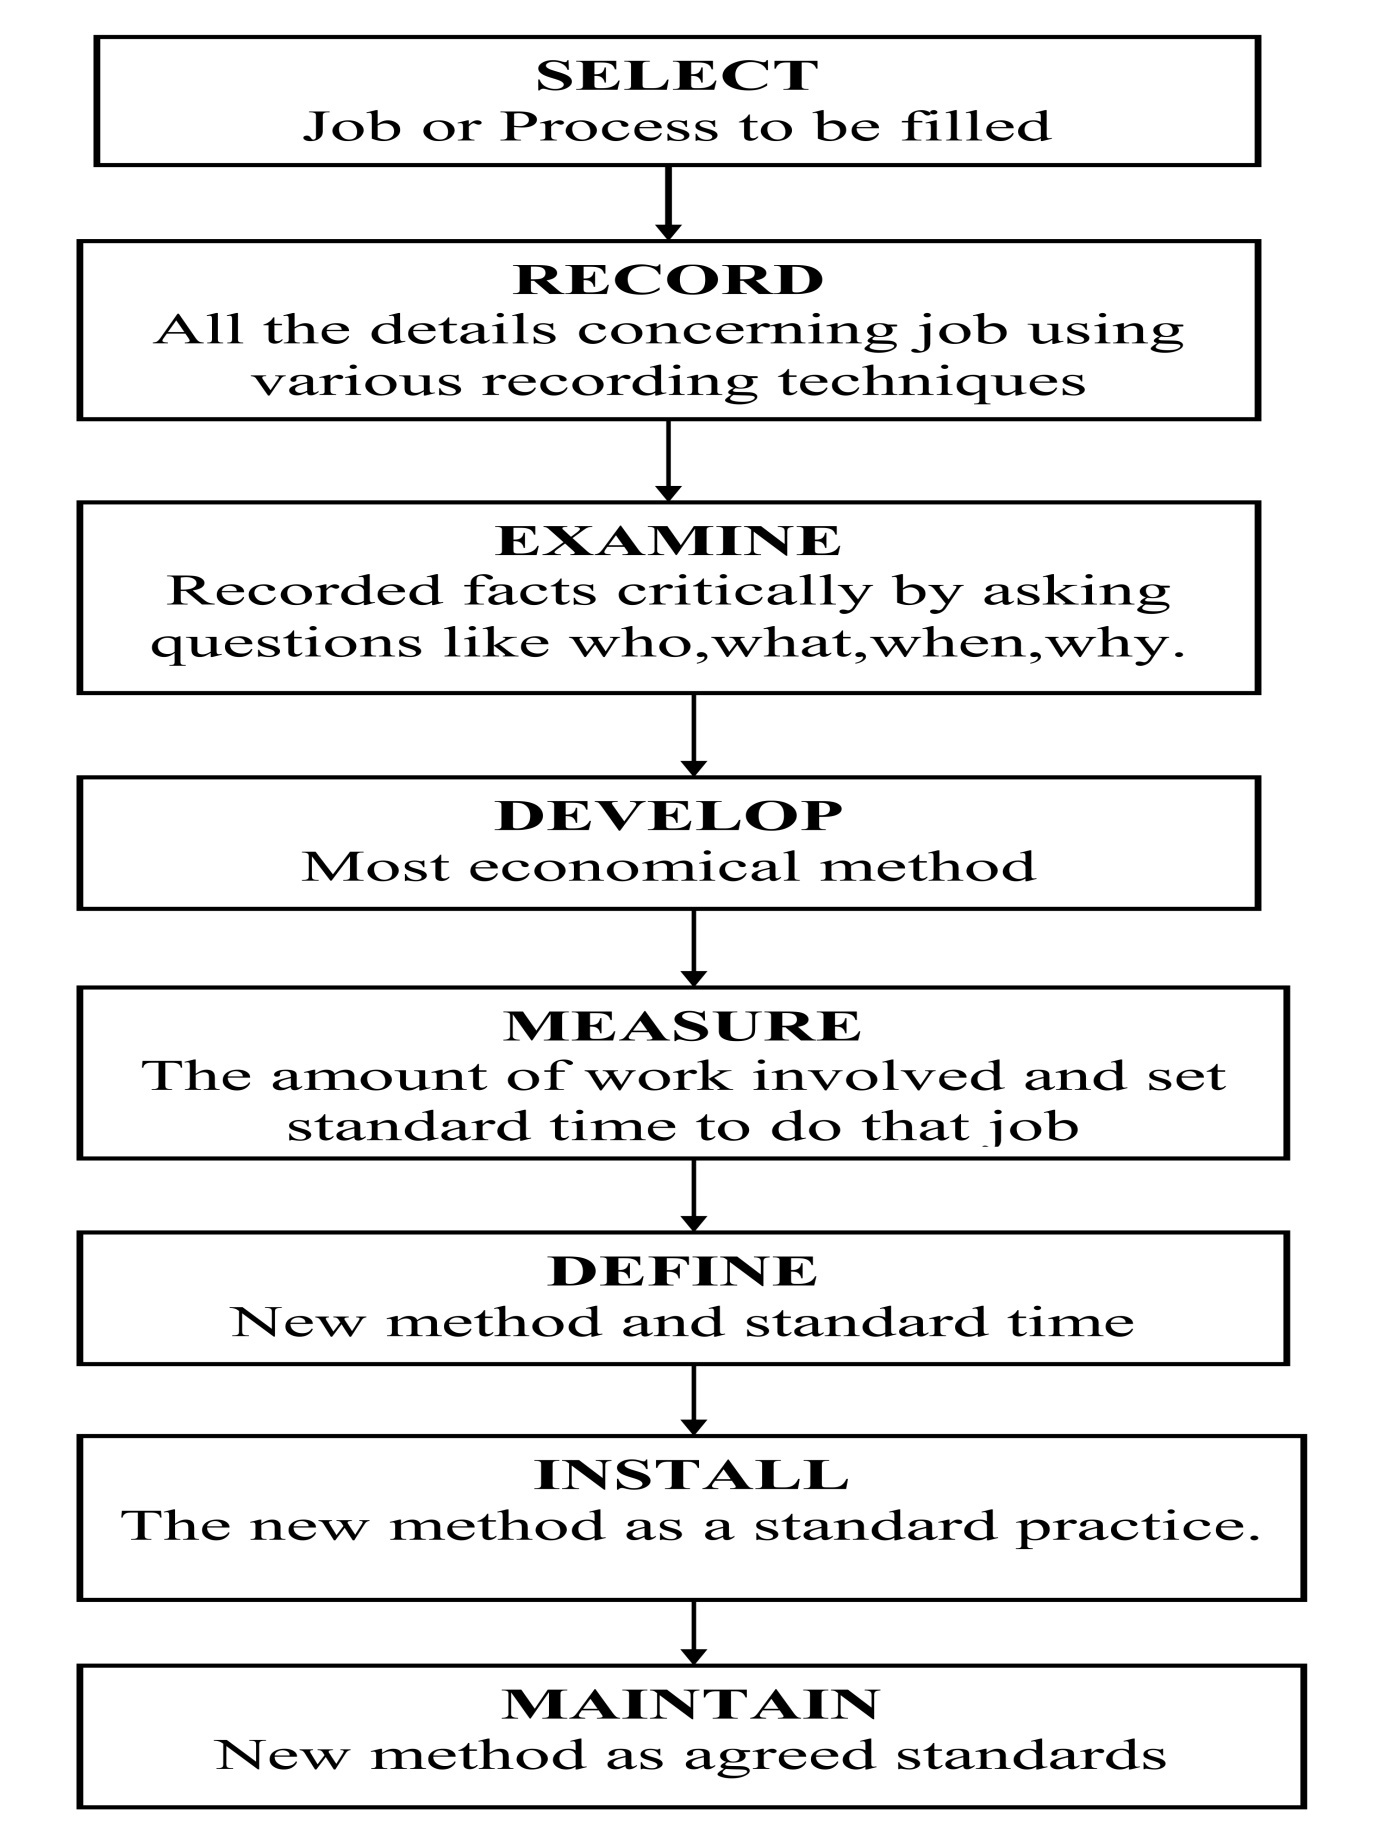 SELECT
Job or Process to be filled
RECORD
All the details concerning job using
various recording techniques
EXAMINE
Recorded facts critically by asking
questions like who,what,when,why.
DEVELOP
Most economical method
MEASURE
The amount of work involved and set
standard time to do that job
DEFINE
New method and standard time
INSTALL
The new method as a standard practice.
MAINTAIN
New method as agreed standards